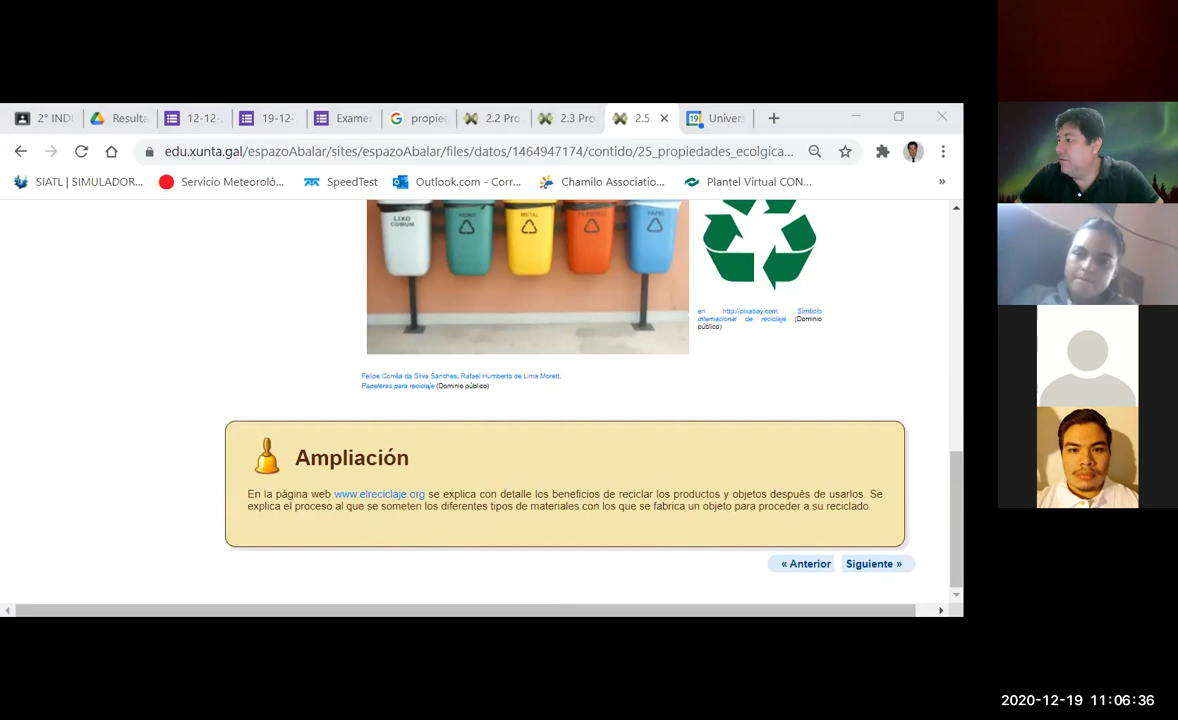 2° IND
Resulta
12-12-
19-12-
Examen
propied
2.2 Pro
2.3 Pro
2.5.
19
Univers
edu.xunta.gal/espazoAbalar/sites/espazoAbalar/files/datos/1464947174/contido/25_propiedades_ecolgica...
SIATL | SIMULADOR...
Servicio Meteoroló...
SpeedTest
Outlook.com - Corr...
Chamilo Associatio...
Plantel Virtual CON...
»
LIXO
COMUM
VIDRO
METAL
PLÁSTICO
PAPEL
en http://pixabay.com. Símbolo
internacional de reciclaje (Dominio
público)
Felipe Corrêa da Silva Sanches, Rafael Humberto de Lima Morett.
Papeleras para reciclaje (Dominio público)
Ampliación
En la página web www.elreciclaje.org se explica con detalle los beneficios de reciclar los productos y objetos después de usarlos. Se
explica el proceso al que se someten los diferentes tipos de materiales con los que se fabrica un objeto para proceder a su reciclado.
« Anterior
Siguiente »
2020-12-19 11:06:36